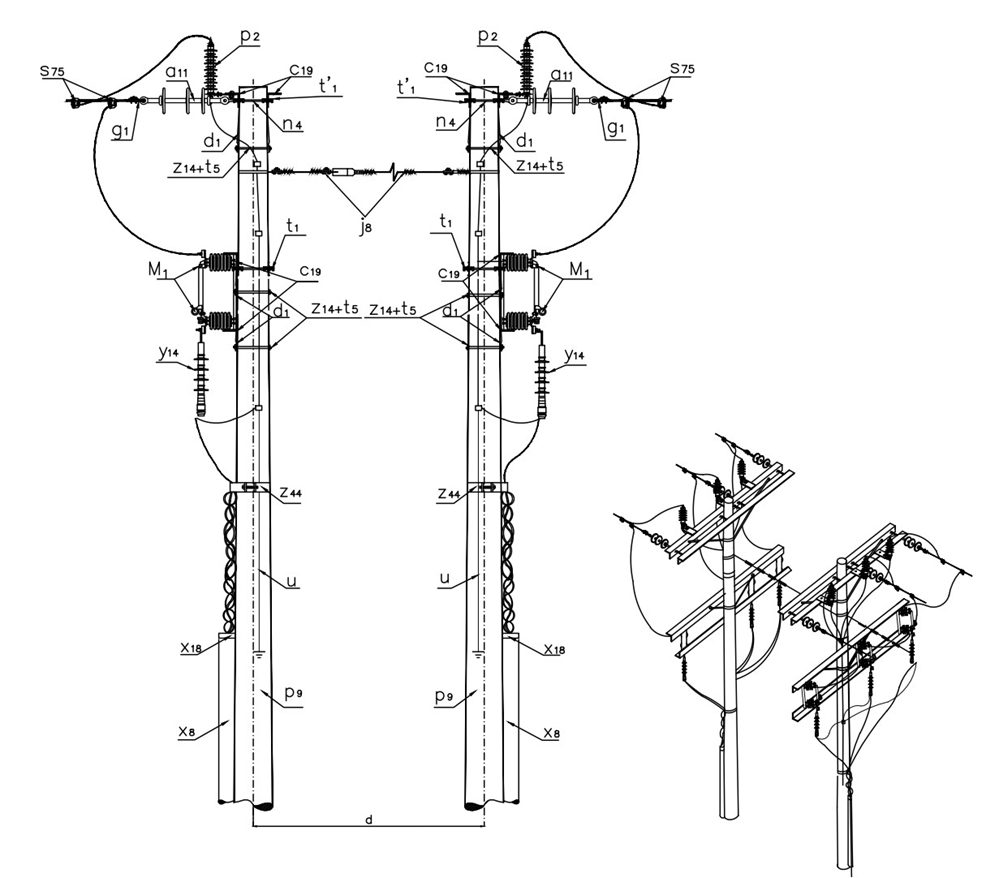 p2 p2
S75 a11 C19 C19 a11 S75
t'1 t'1
g1 n4 n4 g1
d1 d1
Z14+t5 Z14+t5
j8
t1 t1
M1 C19 C19 M1
d1 Z14+t5 Z14+t5 d1
y14 y14
Z44 Z44
u u
X18 X18
p9 p9
X8 X8
d